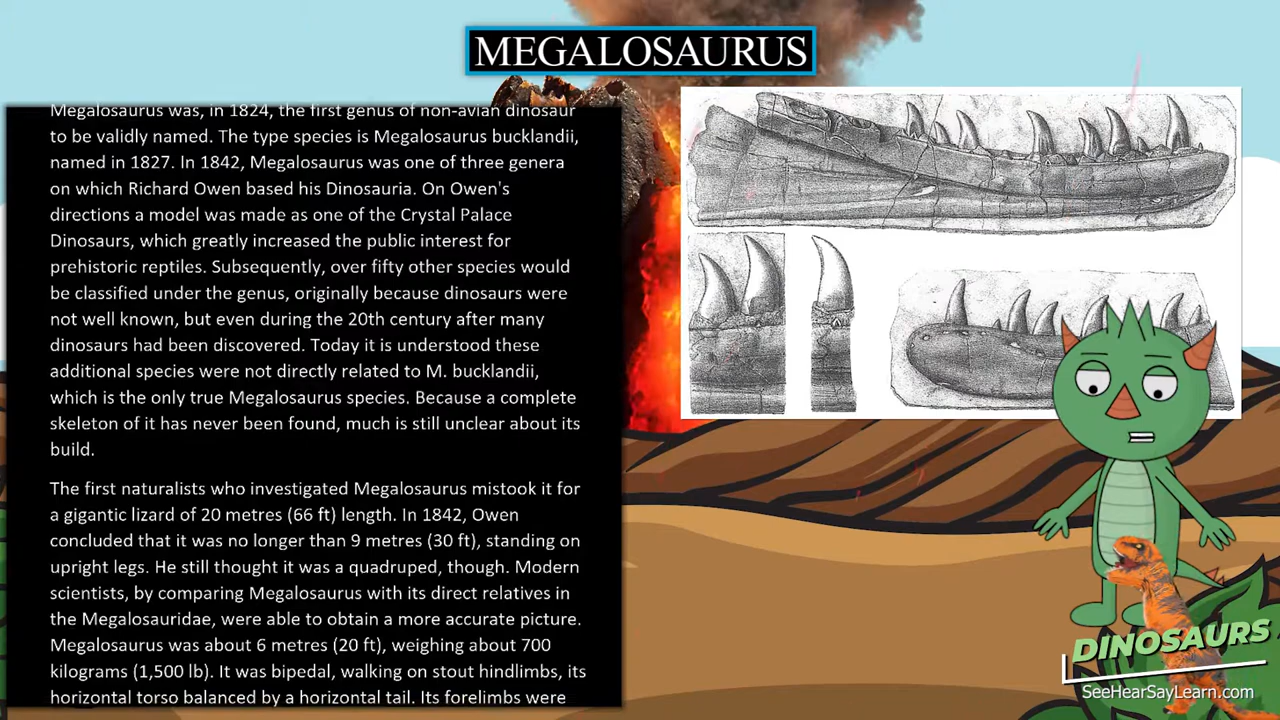 MEGALOSAURUS
Megalosaurus was, in 1824, the first genus of non-avian dinosaur
to be validly named. The type species is Megalosaurus bucklandii,
named in 1827. In 1842, Megalosaurus was one of three genera
on which Richard Owen based his Dinosauria. On Owen's
directions a model was made as one of the Crystal Palace
Dinosaurs, which greatly increased the public interest for
prehistoric reptiles. Subsequently, over fifty other species would
be classified under the genus, originally because dinosaurs were
not well known, but even during the 20th century after many
dinosaurs had been discovered. Today it is understood these
additional species were not directly related to M. bucklandii,
which is the only true Megalosaurus species. Because a complete
skeleton of it has never been found, much is still unclear about its
build.
The first naturalists who investigated Megalosaurus mistook it for
a gigantic lizard of 20 metres (66 ft) length. In 1842, Owen
concluded that it was no longer than 9 metres (30 ft), standing on
upright legs. He still thought it was a quadruped, though. Modern
scientists, by comparing Megalosaurus with its direct relatives in
the Megalosauridae, were able to obtain a more accurate picture.
Megalosaurus was about 6 metres (20 ft), weighing about 700
kilograms (1,500 lb). It was bipedal, walking on stout hindlimbs, its
horizontal torso balanced by a horizontal tail. Its forelimbs were
DINOSAURS
SeeHearSayLearn.com